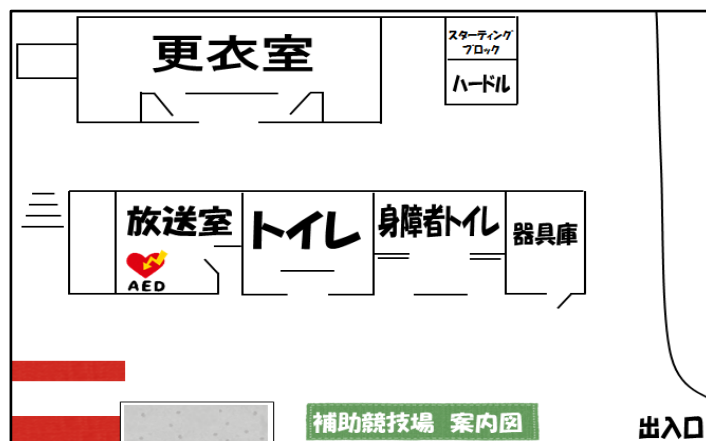 更衣室
スターティング
ブロック
ハードル
放送室
AED
トイレ
身障者トイレ
器具庫
補助競技場 案内図
出入口